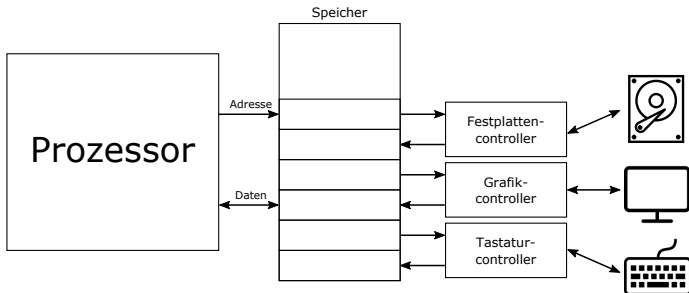 Speicher
Prozessor
Adresse
Daten
Festplatten-
controller
Grafik-
controller
Tastatur-
controller